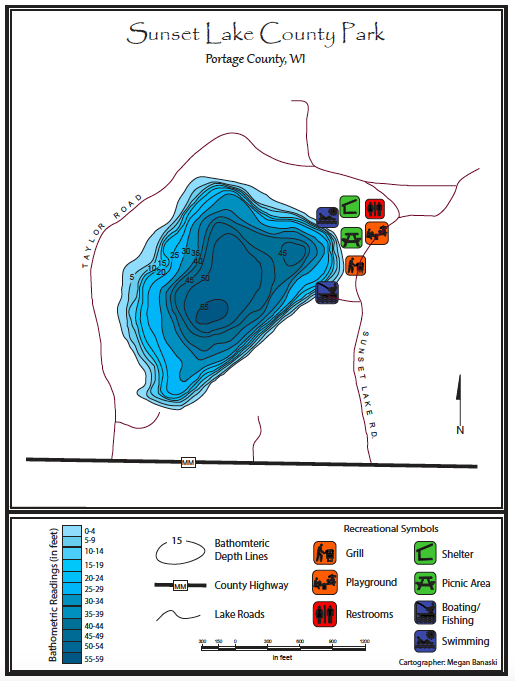 Sunset Lake County Park
Portage County, WI
TAYLOR ROAD
5
10
15
20
25
30
35
40
45
50
55
45
SUNSET LAKE RD.
N
MM
Bathometric Readings (in feet)
0-4
5-9
10-14
15-19
20-24
25-29
30-34
35-39
40-44
45-49
50-54
55-59
15
Bathomteric
Depth Lines
MM
County Highway
Lake Roads
300 150 0 300 600 900 1200
in feet
Recreational Symbols
Grill
Playground
Restrooms
Shelter
Picnic Area
Boating/
Fishing
Swimming
Cartographer: Megan Banaski